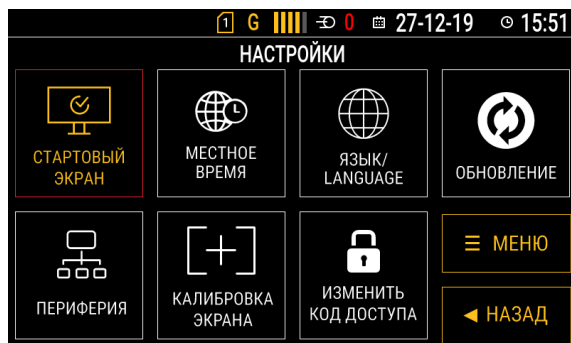 1 G 0 27-12-19 15:51
НАСТРОЙКИ
СТАРТОВЫЙ
ЭКРАН
МЕСТНОЕ
ВРЕМЯ
ЯЗЫК/
LANGUAGE
ОБНОВЛЕНИЕ
ПЕРИФЕРИЯ
КАЛИБРОВКА
ЭКРАНА
ИЗМЕНИТЬ
КОД ДОСТУПА
МЕНЮ
НАЗАД